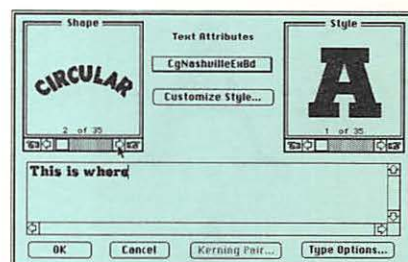 Shape
Text Attributes
Style
CgNashvilleExBd
CIRCULAR
Customize Style...
A
2 of 35
1 of 35
This is where
OK
Cancel
Kerning Pair...
Type Options...